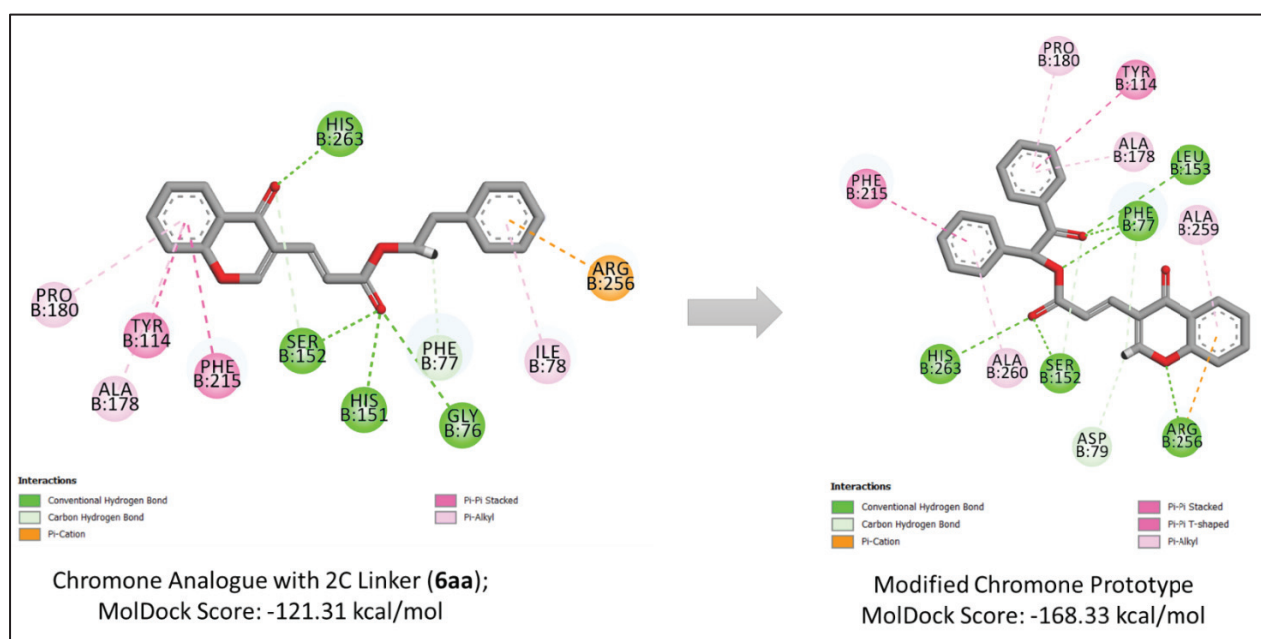 HIS
B:263
PRO
B:180
TYR
B:114
ALA
B:178
PHE
B:215
SER
B:152
HIS
B:151
PHE
B:77
GLY
B:76
ILE
B:78
ARG
B:256
Interactions
Conventional Hydrogen Bond
Carbon Hydrogen Bond
Pi-Cation
Pi-Pi Stacked
Pi-Alkyl
Chromone Analogue with 2C Linker (6aa);
MolDock Score: -121.31 kcal/mol
PRO
B:180
TYR
B:114
ALA
B:178
LEU
B:153
PHE
B:215
PHE
B:77
ALA
B:259
HIS
B:263
ALA
B:260
SER
B:152
ASP
B:79
ARG
B:256
Interactions
Conventional Hydrogen Bond
Carbon Hydrogen Bond
Pi-Cation
Pi-Pi Stacked
Pi-Pi T-shaped
Pi-Alkyl
Modified Chromone Prototype
MolDock Score: -168.33 kcal/mol